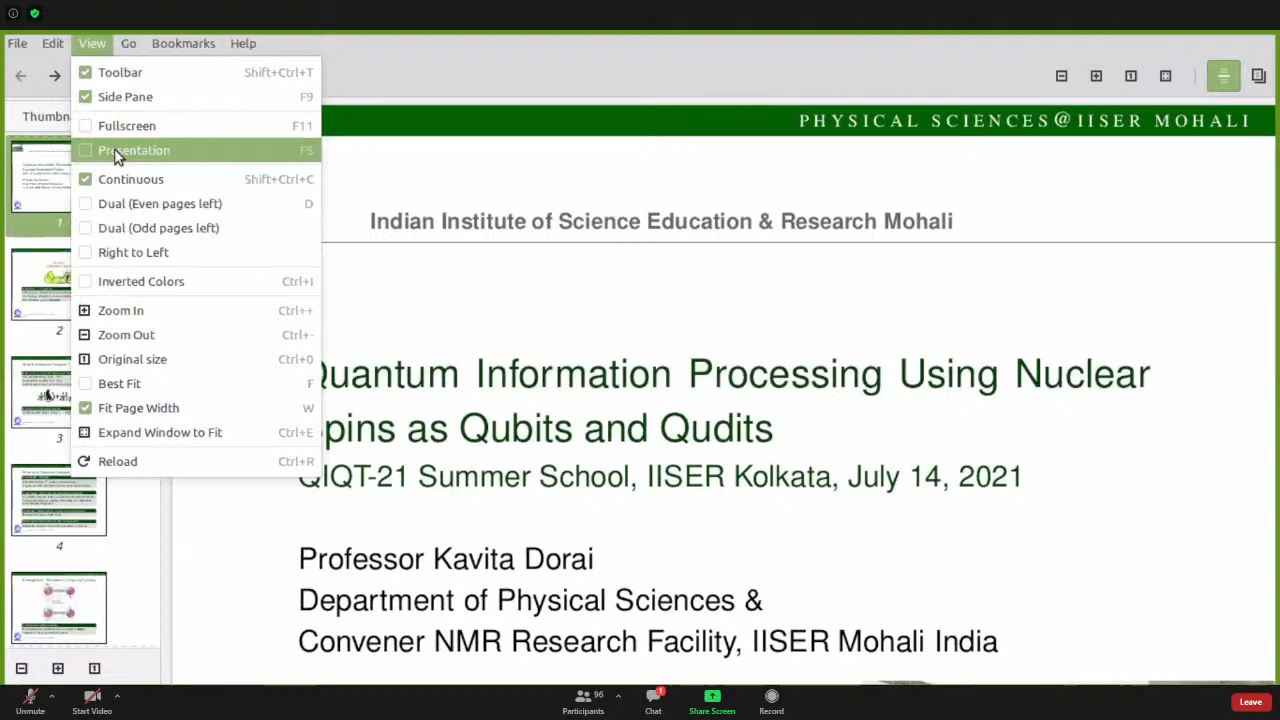 File Edit View Go Bookmarks Help
Toolbar Shift+Ctrl+T
Side Pane F9
Fullscreen F11
Presentation F5
Continuous Shift+Ctrl+C
Dual (Even pages left) D
Dual (Odd pages left)
Right to Left
Inverted Colors Ctrl+I
Zoom In Ctrl++
Zoom Out Ctrl+-
Original size Ctrl+0
Best Fit F
Fit Page Width W
Expand Window to Fit Ctrl+E
Reload Ctrl+R
1
2
3
4
PHYSICAL SCIENCES@IISER MOHALI
Indian Institute of Science Education & Research Mohali
Information Processing Using Nuclear
as Qubits and Qudits
QIQT-21 Summer School, IISER Kolkata, July 14, 2021
Professor Kavita Dorai
Department of Physical Sciences &
Convener NMR Research Facility, IISER Mohali India
Unmute
Start Video
96
Participants
1
Chat
Share Screen
Record
Leave